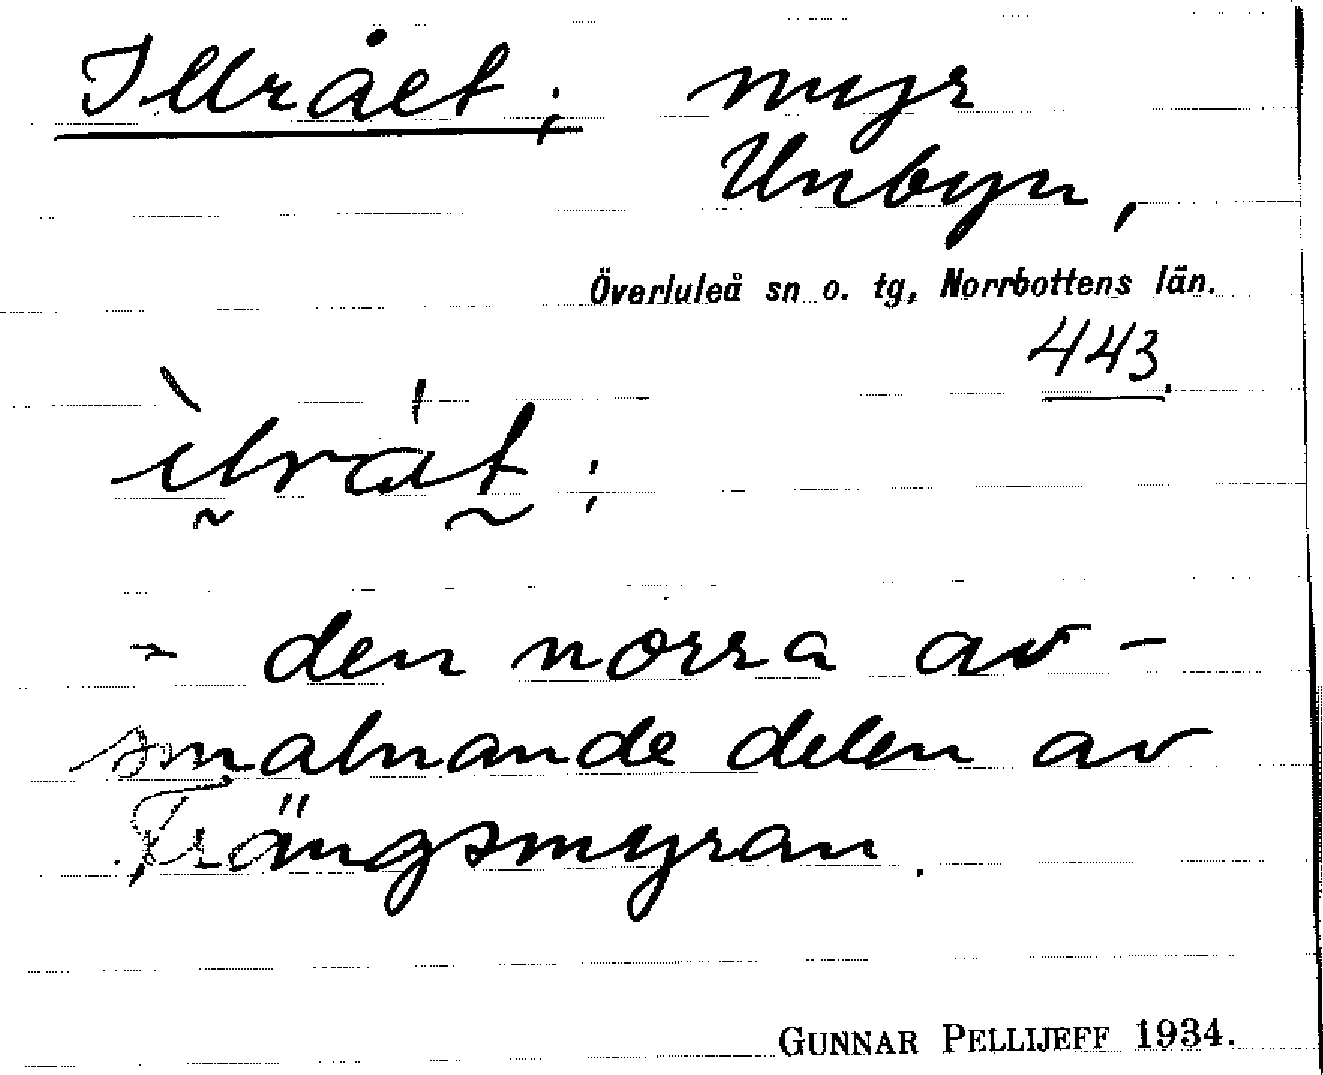 Illrået; myr
Unbyn,
Överluleå sn o. tg, Norrbottens län.
443.
ìlråt:
- den norra av-
smalnande delen av
Trängsmyran.
GUNNAR PELLIJEFF 1934.